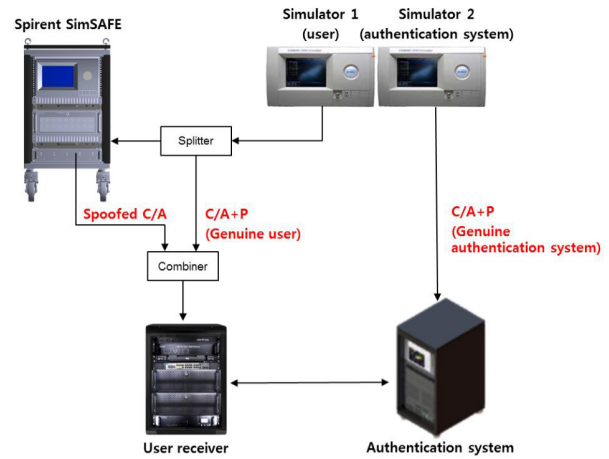 Spirent SimSAFE
Simulator 1
(user)
Simulator 2
(authentication system)
Splitter
Spoofed C/A
C/A+P
(Genuine user)
C/A+P
(Genuine
authentication system)
Combiner
User receiver
Authentication system